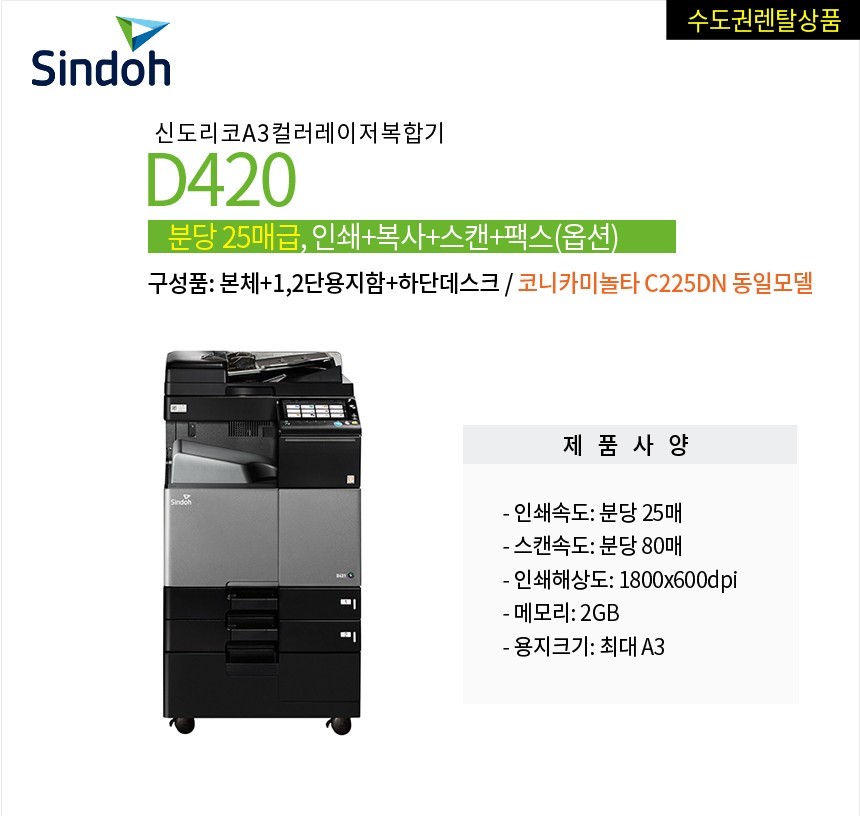 수도권렌탈상품
Sindoh
신도리코A3컬러레이저복합기
D420
분당 25매급, 인쇄+복사+스캔+팩스(옵션)
구성품: 본체+1,2단용지함+하단데스크 / 코니카미놀타 C225DN 동일모델
Sindoh
제 품 사 양
- 인쇄속도: 분당 25매
- 스캔속도: 분당 80매
- 인쇄해상도: 1800x600dpi
- 메모리: 2GB
- 용지크기: 최대 A3